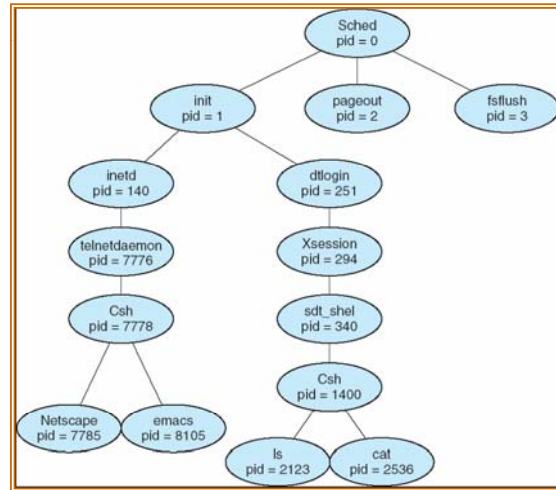 Sched
pid = 0
init
pid = 1
pageout
pid = 2
fsflush
pid = 3
inetd
pid = 140
dtlogin
pid = 251
telnetdaemon
pid = 7776
Xsession
pid = 294
Csh
pid = 7778
sdt_shel
pid = 340
Csh
pid = 1400
Netscape
pid = 7785
emacs
pid = 8105
ls
pid = 2123
cat
pid = 2536